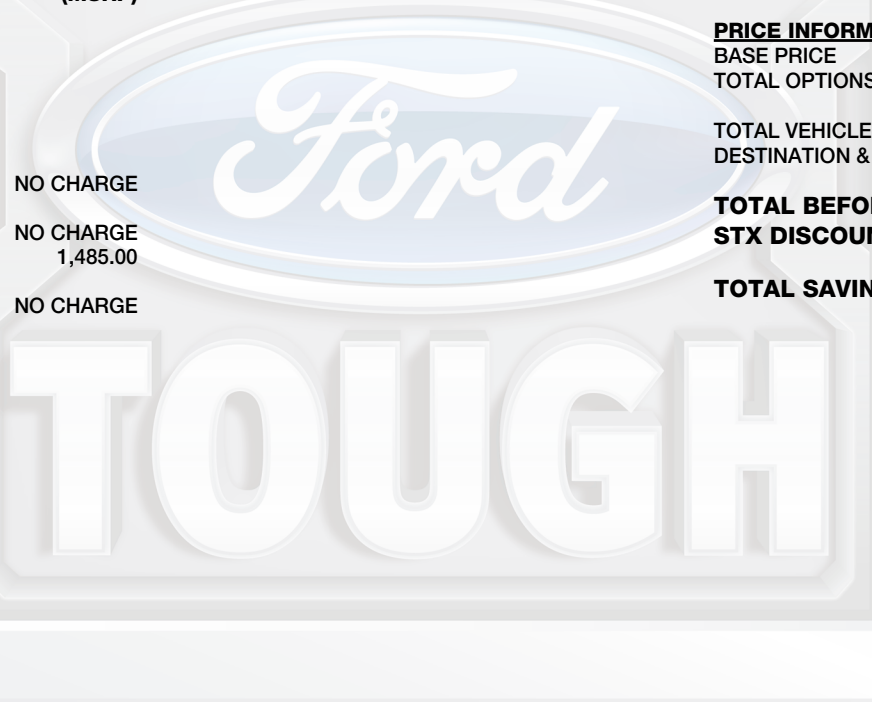 (MSRP)
NO CHARGE
NO CHARGE
1,485.00
NO CHARGE
PRICE INFORM
BASE PRICE
TOTAL OPTIONS
TOTAL VEHICLE
DESTINATION &
TOTAL BEFO
STX DISCOU
TOTAL SAVIN
Ford
TOUGH